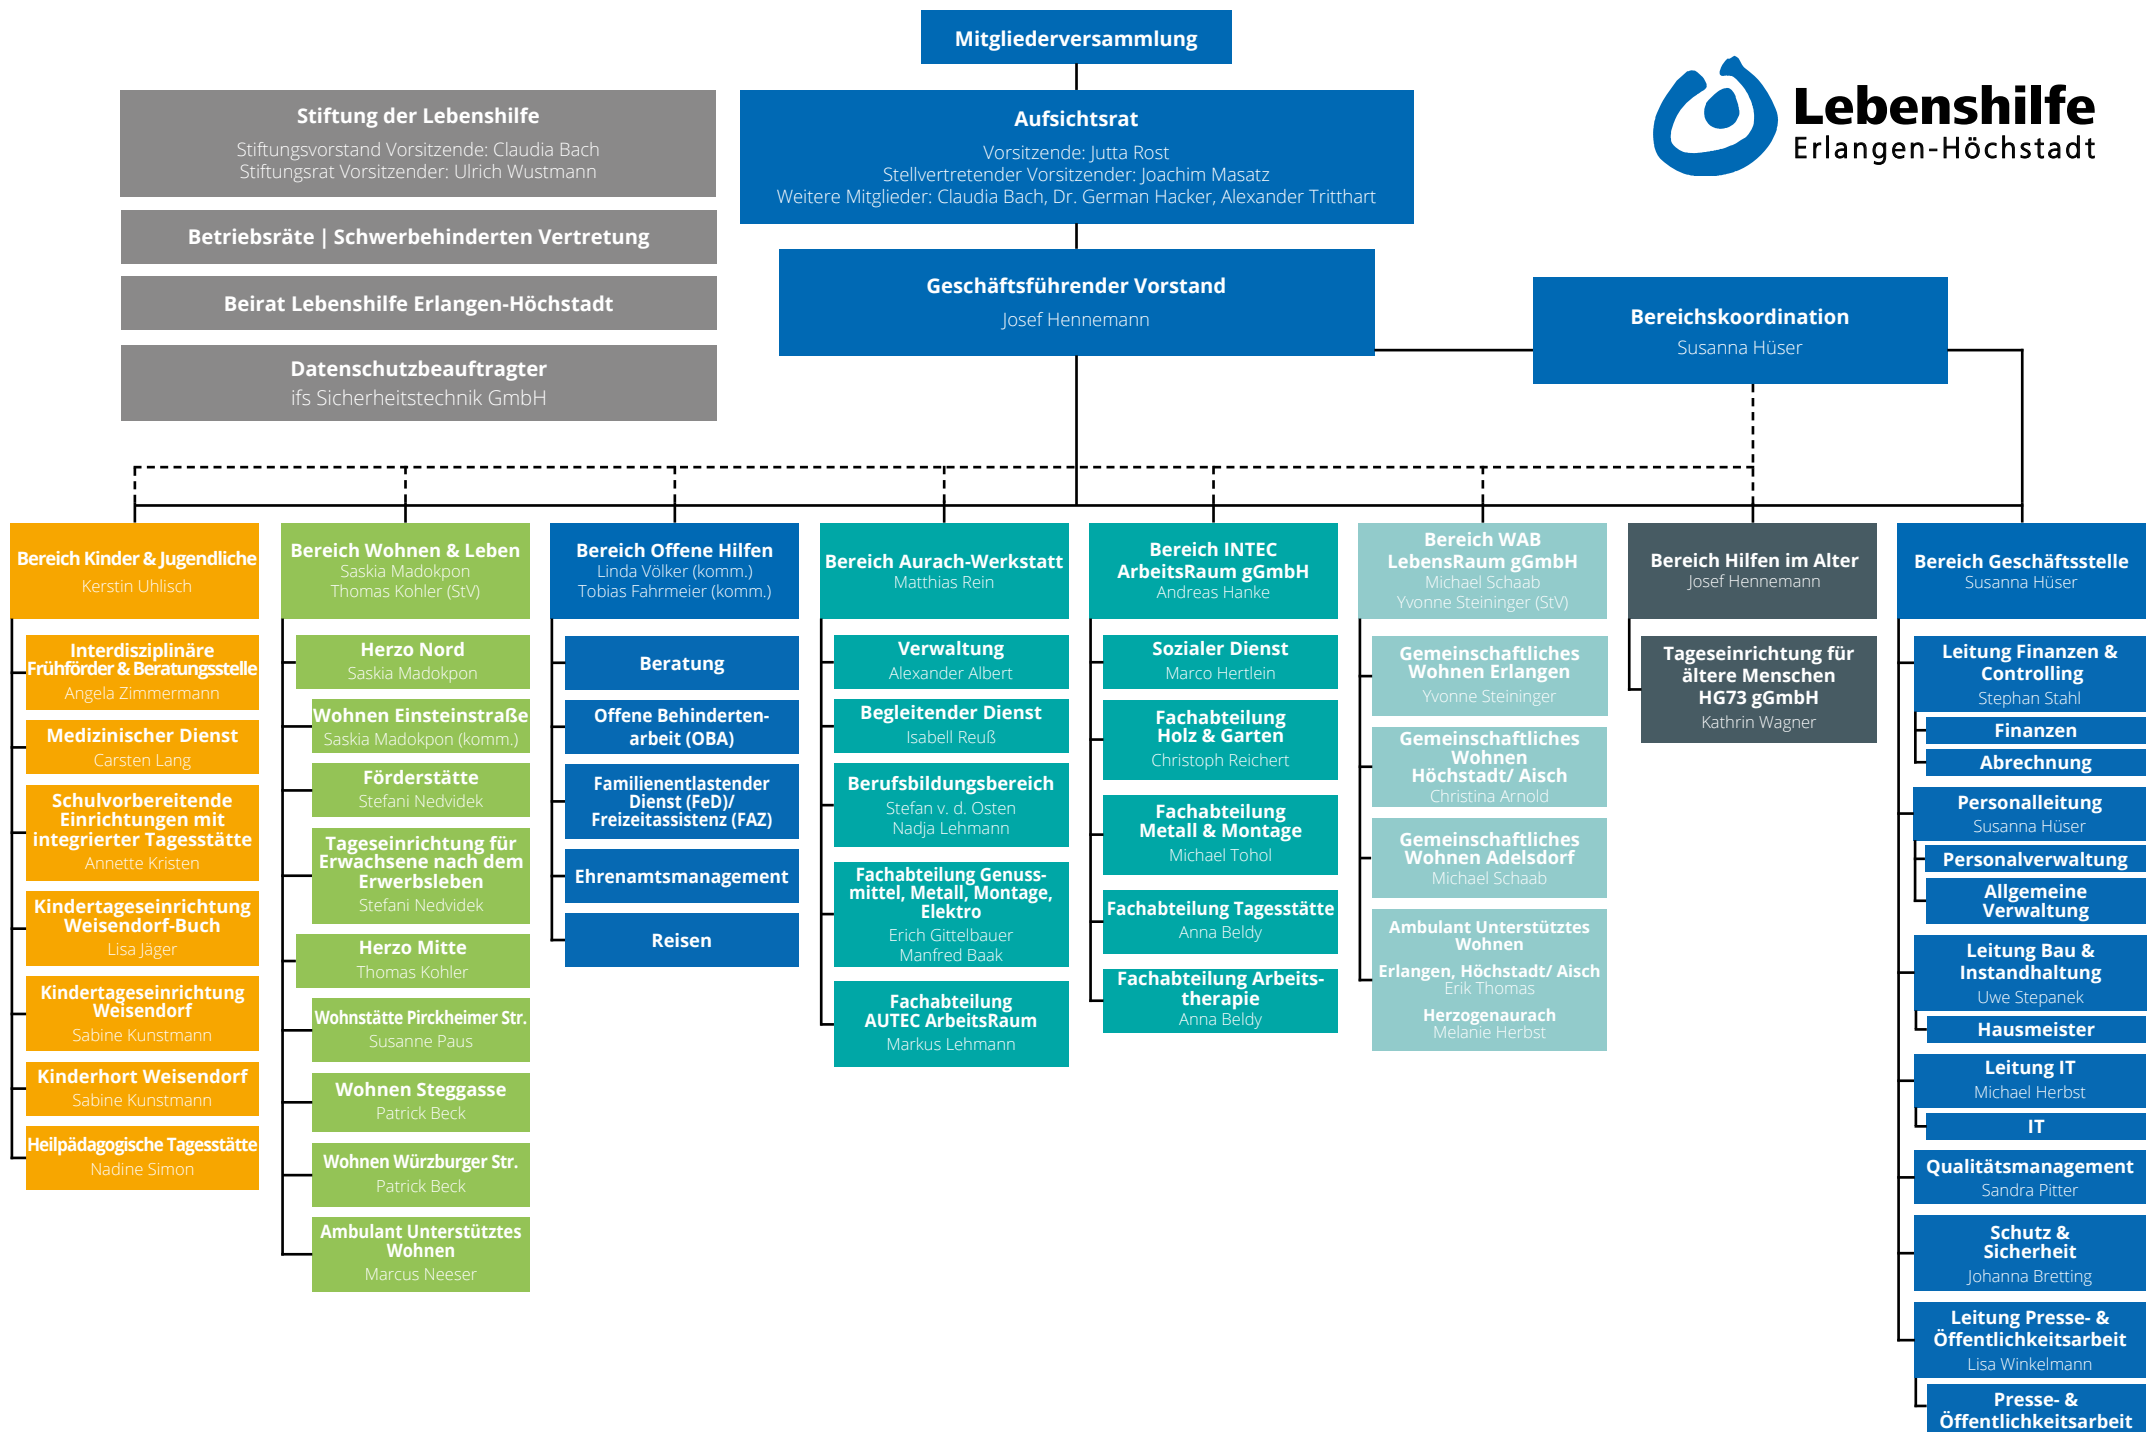 Mitgliederversammlung
Lebenshilfe
Erlangen-Höchstadt
Stiftung der Lebenshilfe
Stiftungsvorstand Vorsitzende: Claudia Bach
Stiftungsrat Vorsitzender: Ulrich Wustmann
Aufsichtsrat
Vorsitzende: Jutta Rost
Stellvertretender Vorsitzender: Joachim Masatz
Weitere Mitglieder: Claudia Bach, Dr. German Hacker, Alexander Tritthart
Betriebsräte | Schwerbehinderten Vertretung
Beirat Lebenshilfe Erlangen-Höchstadt
Datenschutzbeauftragter
ifs Sicherheitstechnik GmbH
Geschäftsführender Vorstand
Josef Hennemann
Bereichskoordination
Susanna Hüser
Bereich Kinder & Jugendliche
Kerstin Uhlisch
Interdisziplinäre
Frühförder & Beratungsstelle
Angela Zimmermann
Medizinischer Dienst
Carsten Lang
Schulvorbereitende
Einrichtungen mit
integrierter Tagesstätte
Annette Kristen
Kindertageseinrichtung
Weisendorf-Buch
Lisa Jäger
Kindertageseinrichtung
Weisendorf
Sabine Kunstmann
Kinderhort Weisendorf
Sabine Kunstmann
Heilpädagogische Tagesstätte
Nadine Simon
Bereich Wohnen & Leben
Saskia Madokpon
Thomas Kohler (StV)
Herzo Nord
Saskia Madokpon
Wohnen Einsteinstraße
Saskia Madokpon (komm.)
Förderstätte
Stefani Nedvidek
Tageseinrichtung für
Erwachsene nach dem
Erwerbsleben
Stefani Nedvidek
Herzo Mitte
Thomas Kohler
Wohnstätte Pirckheimer Str.
Susanne Paus
Wohnen Steggasse
Patrick Beck
Wohnen Würzburger Str.
Patrick Beck
Ambulant Unterstütztes
Wohnen
Marcus Neeser
Bereich Offene Hilfen
Linda Völker (komm.)
Tobias Fahrmeier (komm.)
Beratung
Offene Behinderten-
arbeit (OBA)
Familienentlastender
Dienst (FeD)/
Freizeitassistenz (FAZ)
Ehrenamtsmanagement
Reisen
Bereich Aurach-Werkstatt
Matthias Rein
Verwaltung
Alexander Albert
Begleitender Dienst
Isabell Reuß
Berufsbildungsbereich
Stefan v. d. Osten
Nadja Lehmann
Fachabteilung Genuss-
mittel, Metall, Montage,
Elektro
Erich Gittelbauer
Manfred Baak
Fachabteilung
AUTEC ArbeitsRaum
Markus Lehmann
Bereich INTEC
ArbeitsRaum gGmbH
Andreas Hanke
Sozialer Dienst
Marco Hertlein
Fachabteilung
Holz & Garten
Christoph Reichert
Fachabteilung
Metall & Montage
Michael Tohol
Fachabteilung Tagesstätte
Anna Beldy
Fachabteilung Arbeits-
therapie
Anna Beldy
Bereich WAB
LebensRaum gGmbH
Michael Schaab
Yvonne Steininger (StV)
Gemeinschaftliches
Wohnen Erlangen
Yvonne Steininger
Gemeinschaftliches
Wohnen
Höchstadt/ Aisch
Christina Arnold
Gemeinschaftliches
Wohnen Adelsdorf
Michael Schaab
Ambulant Unterstütztes
Wohnen
Erlangen, Höchstadt/ Aisch
Erik Thomas
Herzogenaurach
Melanie Herbst
Bereich Hilfen im Alter
Josef Hennemann
Tageseinrichtung für
ältere Menschen
HG73 gGmbH
Kathrin Wagner
Bereich Geschäftsstelle
Susanna Hüser
Leitung Finanzen &
Controlling
Stephan Stahl
Finanzen
Abrechnung
Personalleitung
Susanna Hüser
Personalverwaltung
Allgemeine
Verwaltung
Leitung Bau &
Instandhaltung
Uwe Stepanek
Hausmeister
Leitung IT
Michael Herbst
IT
Qualitätsmanagement
Sandra Pitter
Schutz &
Sicherheit
Johanna Bretting
Leitung Presse- &
Öffentlichkeitsarbeit
Lisa Winkelmann
Presse- &
Öffentlichkeitsarbeit